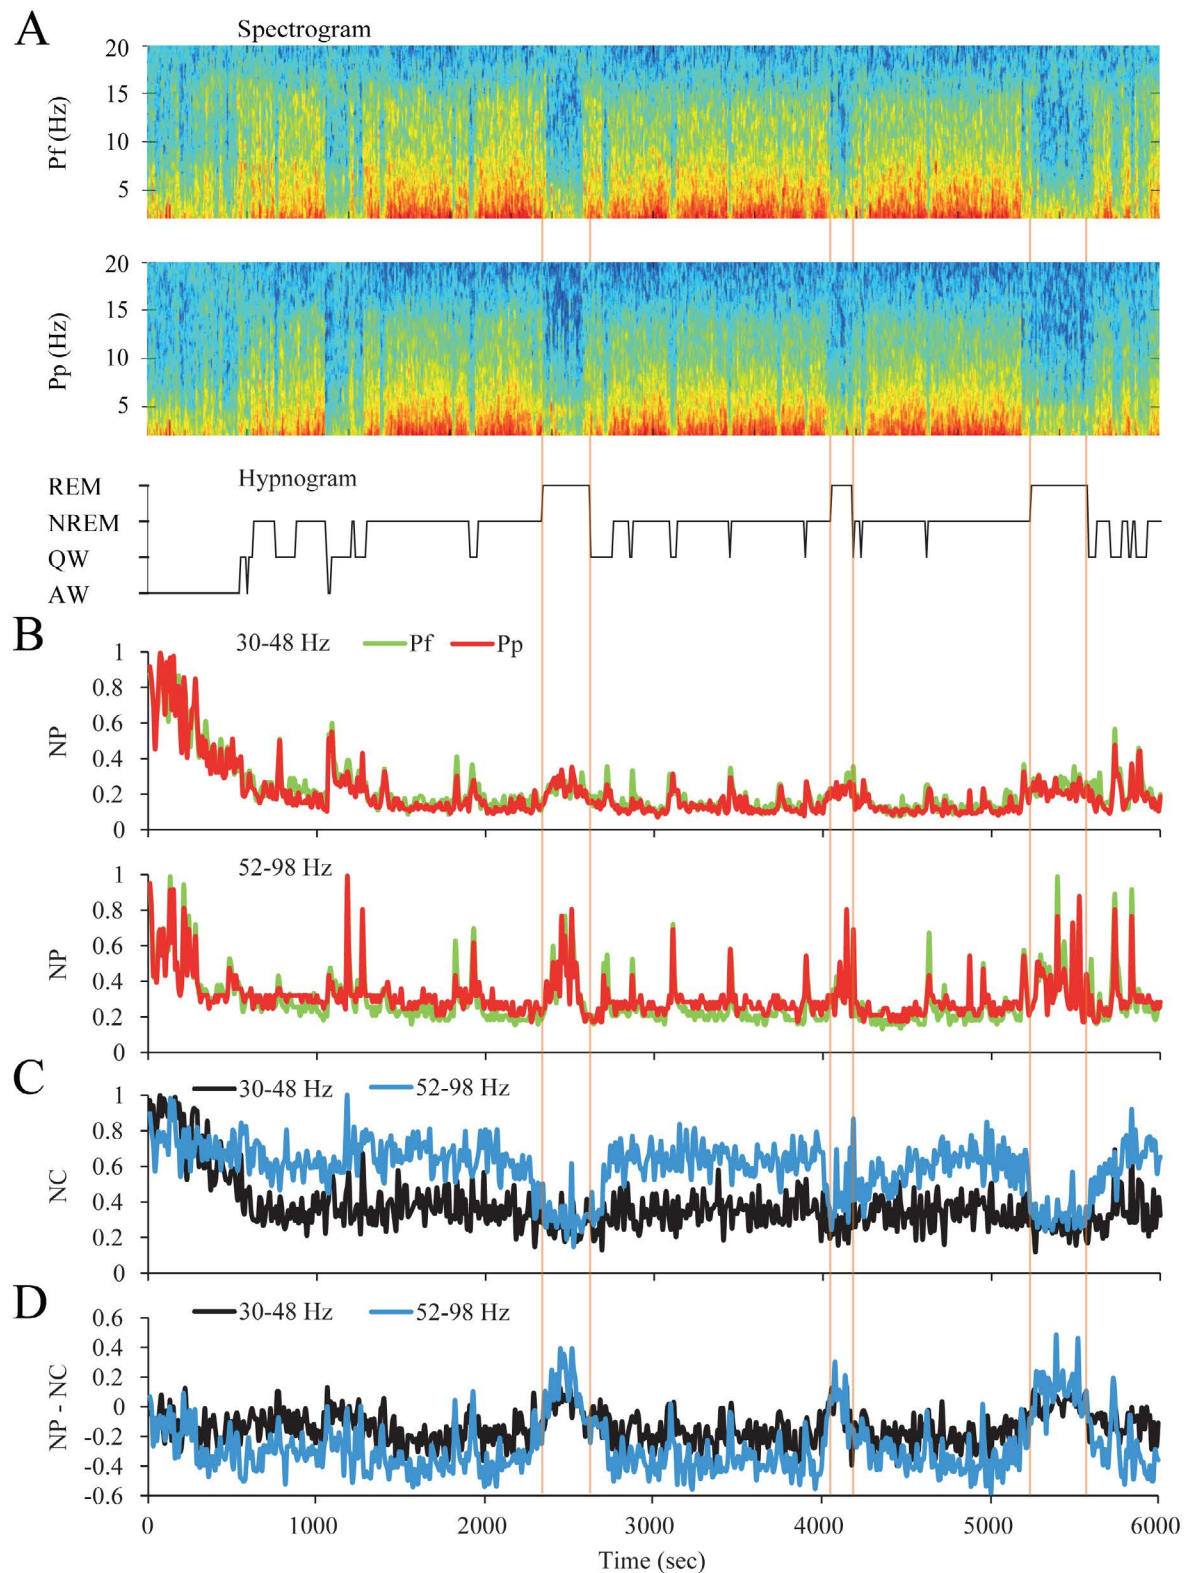 A
Spectrogram
20
15
10
5
Pf (Hz)
20
15
10
5
Pp (Hz)
Hypnogram
REM
NREM
QW
AW
B
30-48 Hz Pf Pp
1
0.8
0.6
0.4
0.2
0
NP
52-98 Hz
1
0.8
0.6
0.4
0.2
0
NP
C
30-48 Hz 52-98 Hz
1
0.8
0.6
0.4
0.2
0
NC
D
30-48 Hz 52-98 Hz
0.6
0.4
0.2
0
-0.2
-0.4
-0.6
NP - NC
0 1000 2000 3000 4000 5000 6000
Time (sec)